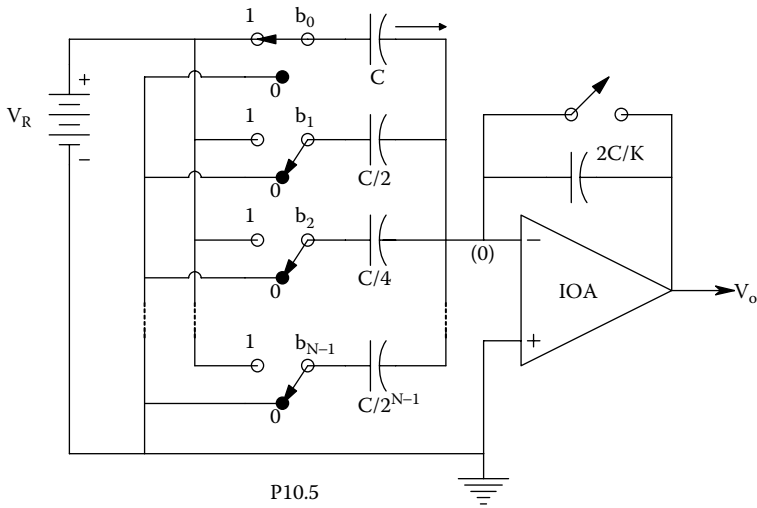 1 b₀
C
0
+
V_R
−
1 b₁
C/2
0
2C/K
1 b₂
C/4
0
(0)
−
IOA
V_o
+
1 b_{N−1}
C/2^{N−1}
0
P10.5